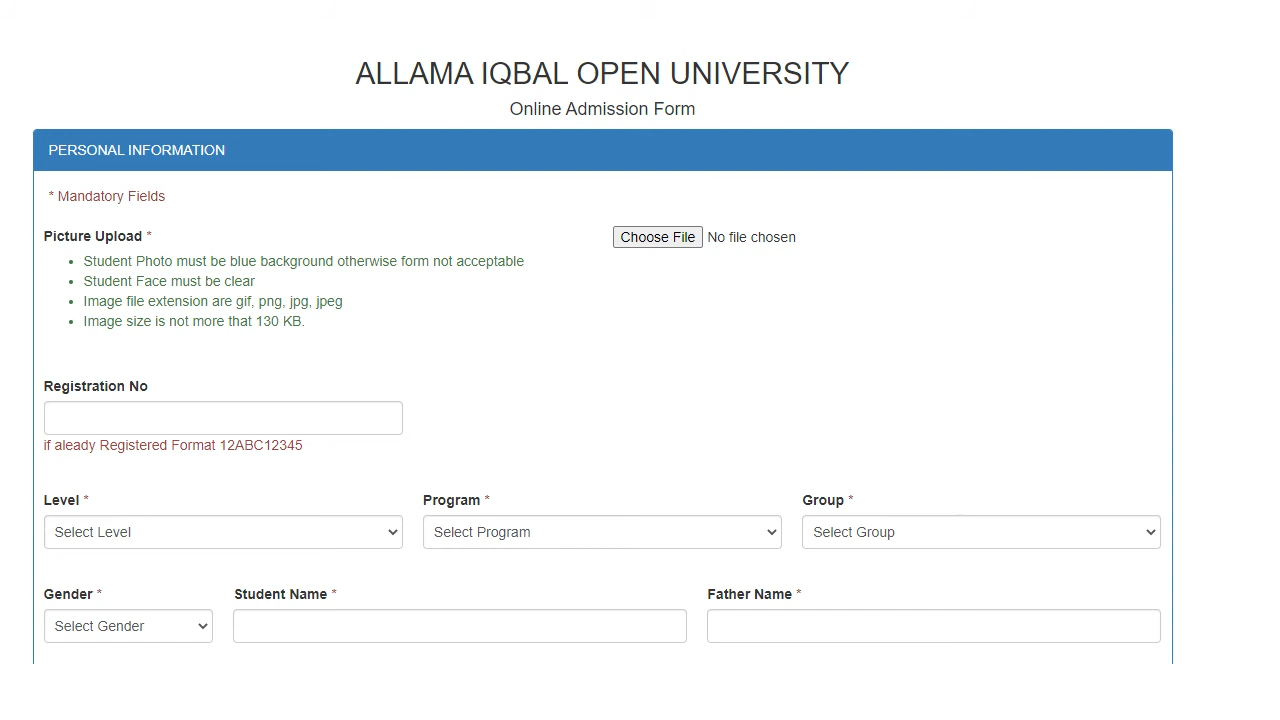 ALLAMA IQBAL OPEN UNIVERSITY
Online Admission Form
PERSONAL INFORMATION
* Mandatory Fields
Picture Upload *
Choose File No file chosen
• Student Photo must be blue background otherwise form not acceptable
• Student Face must be clear
• Image file extension are gif, png, jpg, jpeg
• Image size is not more that 130 KB.
Registration No
if aleady Registered Format 12ABC12345
Level * Program * Group *
Select Level Select Program Select Group
Gender * Student Name * Father Name *
Select Gender